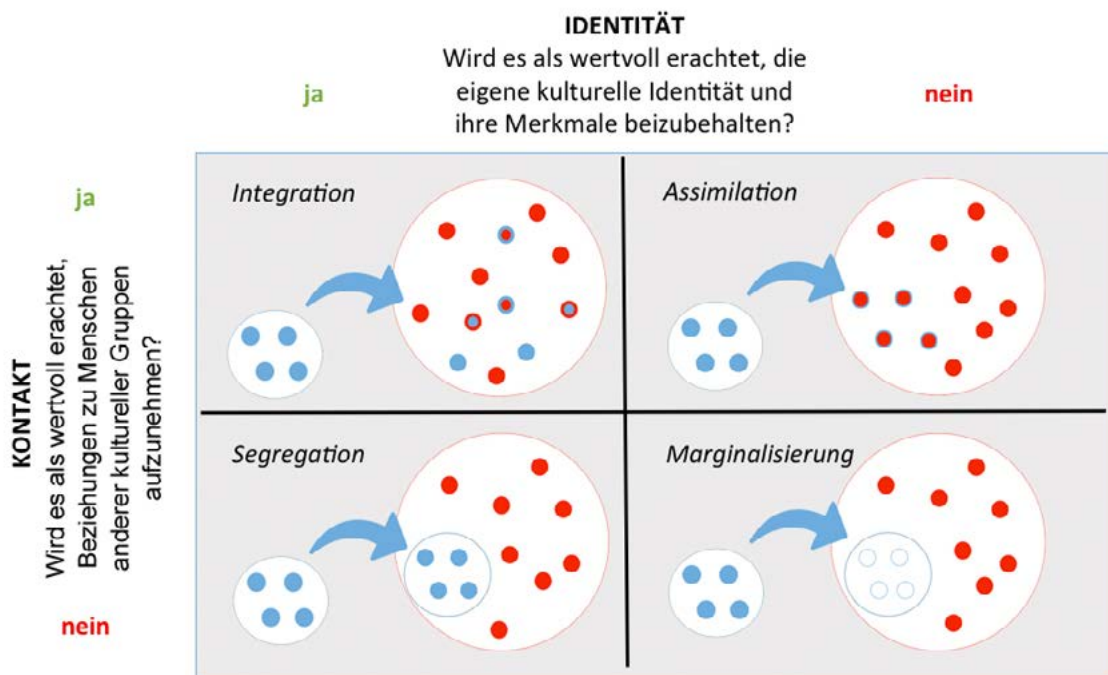 IDENTITÄT
Wird es als wertvoll erachtet, die
eigene kulturelle Identität und
ihre Merkmale beizubehalten?
ja
nein
KONTAKT
Wird es als wertvoll erachtet,
Beziehungen zu Menschen
anderer kultureller Gruppen
aufzunehmen?
ja
nein
Integration
Assimilation
Segregation
Marginalisierung